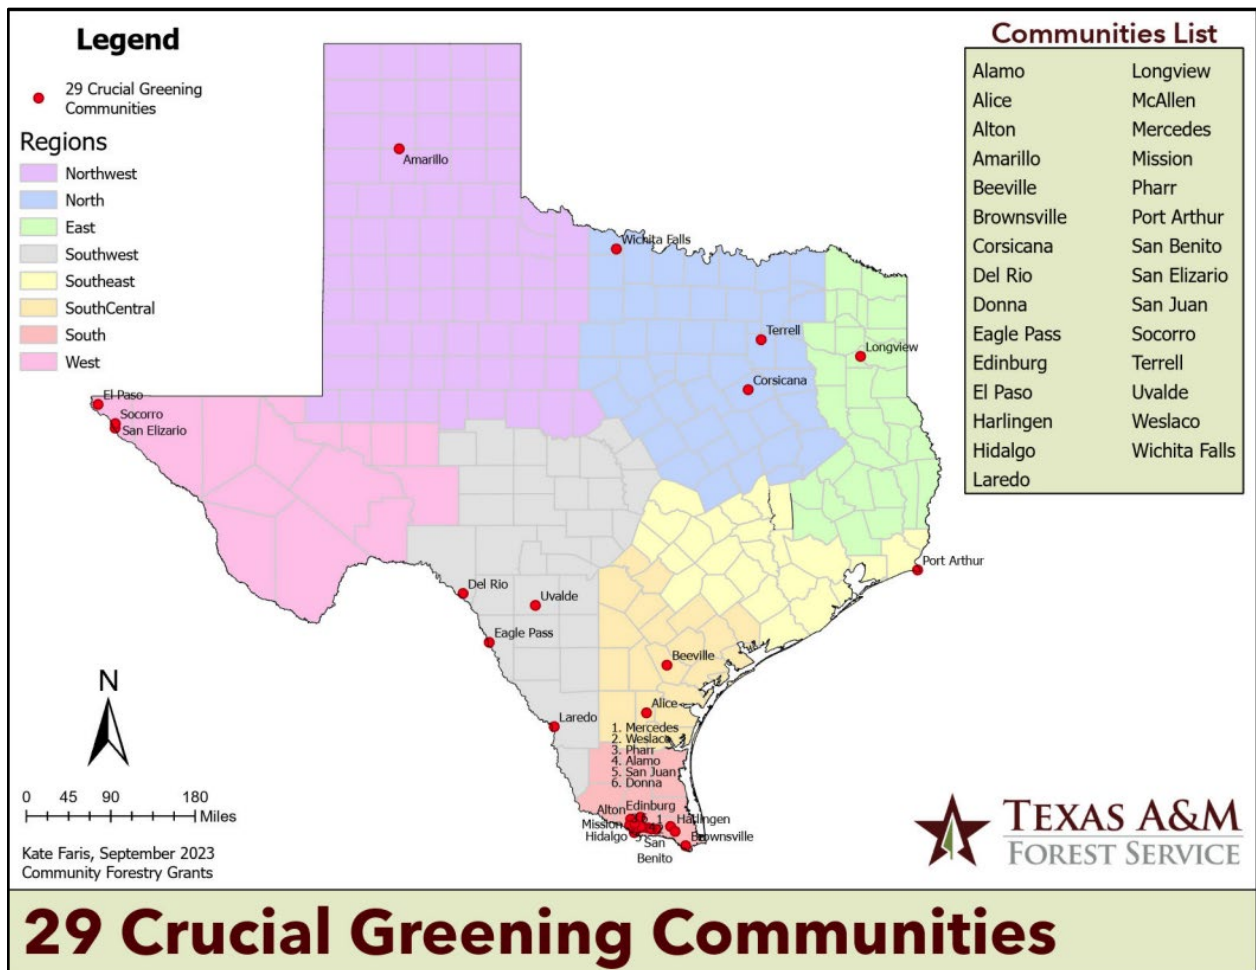 Legend
29 Crucial Greening
Communities
Regions
Northwest
North
East
Southwest
Southeast
SouthCentral
South
West
Communities List
Alamo
Alice
Alton
Amarillo
Beeville
Brownsville
Corsicana
Del Rio
Donna
Eagle Pass
Edinburg
El Paso
Harlingen
Hidalgo
Laredo
Longview
McAllen
Mercedes
Mission
Pharr
Port Arthur
San Benito
San Elizario
San Juan
Socorro
Terrell
Uvalde
Weslaco
Wichita Falls
Amarillo
Wichita Falls
Terrell
Longview
Corsicana
El Paso
Socorro
San Elizario
Port Arthur
Del Rio
Uvalde
Eagle Pass
Beeville
Laredo
Alice
1. Mercedes
2. Weslaco
3. Pharr
4. Alamo
5. San Juan
6. Donna
Alton
Edinburg
Mission
Harlingen
Hidalgo
San
Benito
Brownsville
N
0 45 90 180
Miles
Kate Faris, September 2023
Community Forestry Grants
TEXAS A&M
FOREST SERVICE
29 Crucial Greening Communities